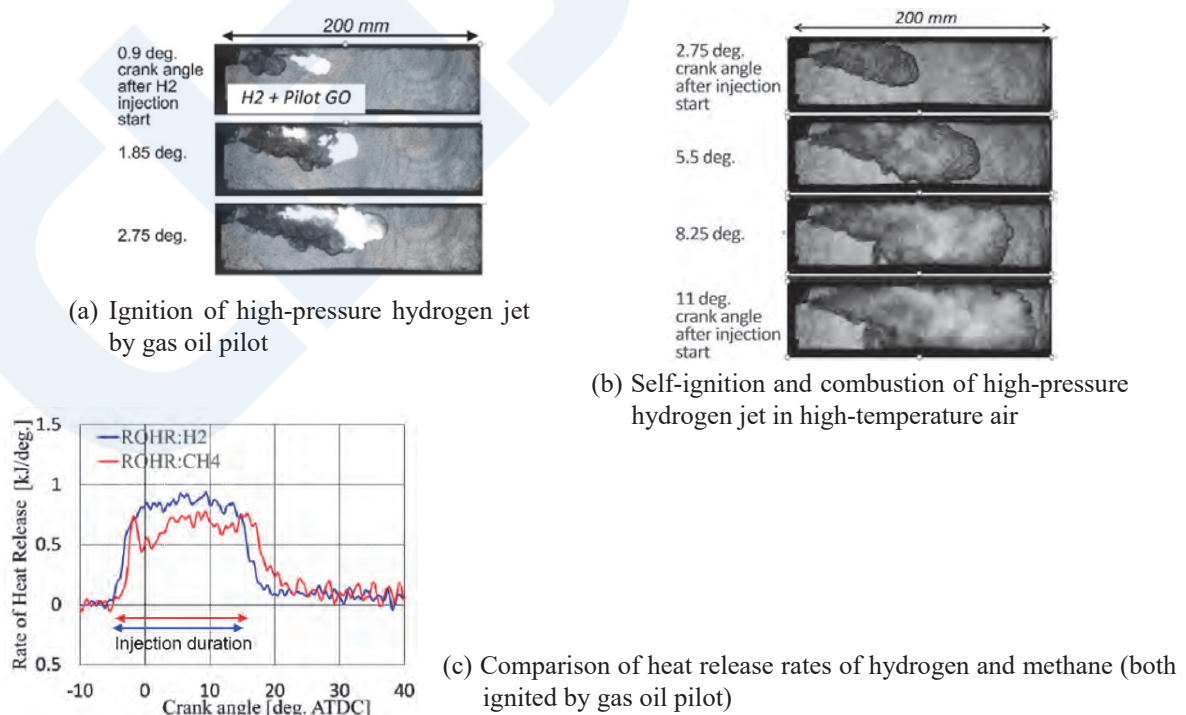 200 mm
0.9 deg.
crank angle
after H2
injection
start
H2 + Pilot GO
1.85 deg.
2.75 deg.
(a) Ignition of high-pressure hydrogen jet
by gas oil pilot
200 mm
2.75 deg.
crank angle
after injection
start
5.5 deg.
8.25 deg.
11 deg.
crank angle
after injection
start
(b) Self-ignition and combustion of high-pressure
hydrogen jet in high-temperature air
Rate of Heat Release [kJ/deg.]
1.5
1
0.5
0
0.5
ROHR:H2
ROHR:CH4
Injection duration
-10 0 10 20 30 40
Crank angle [deg. ATDC]
(c) Comparison of heat release rates of hydrogen and methane (both
ignited by gas oil pilot)